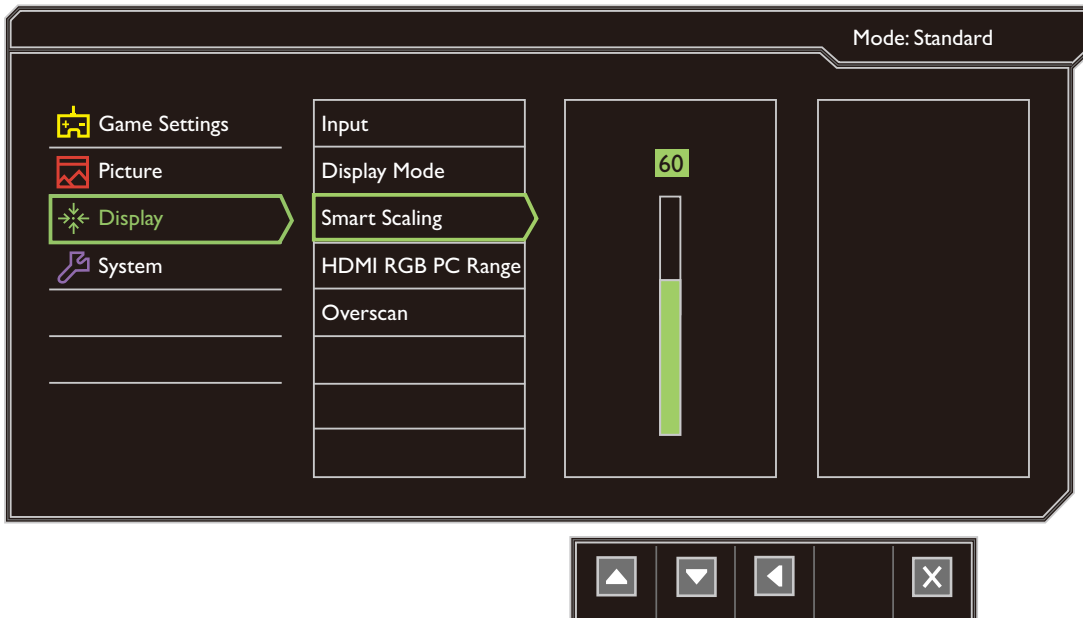 Mode: Standard
Game Settings
Picture
Display
System
Input
Display Mode
Smart Scaling
HDMI RGB PC Range
Overscan
60
X